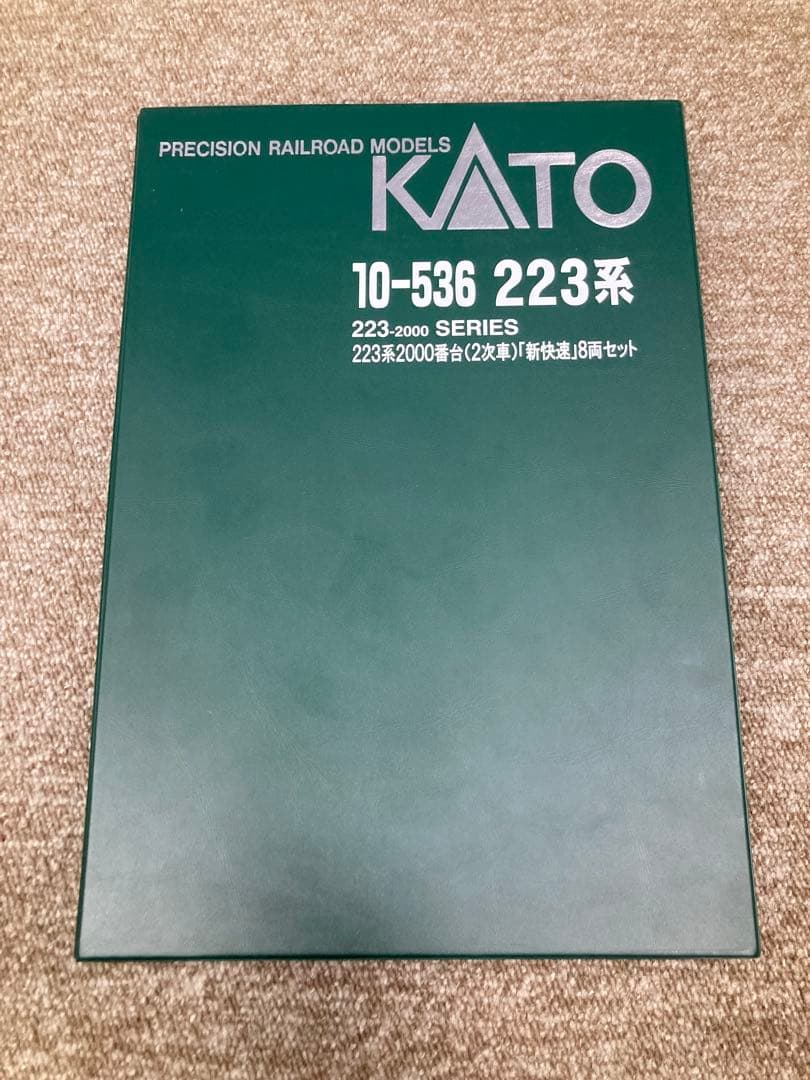 PRECISION RAILROAD MODELS
KATO
10-536 223系
223-2000 SERIES
223系2000番台(2次車)「新快速」8両セット